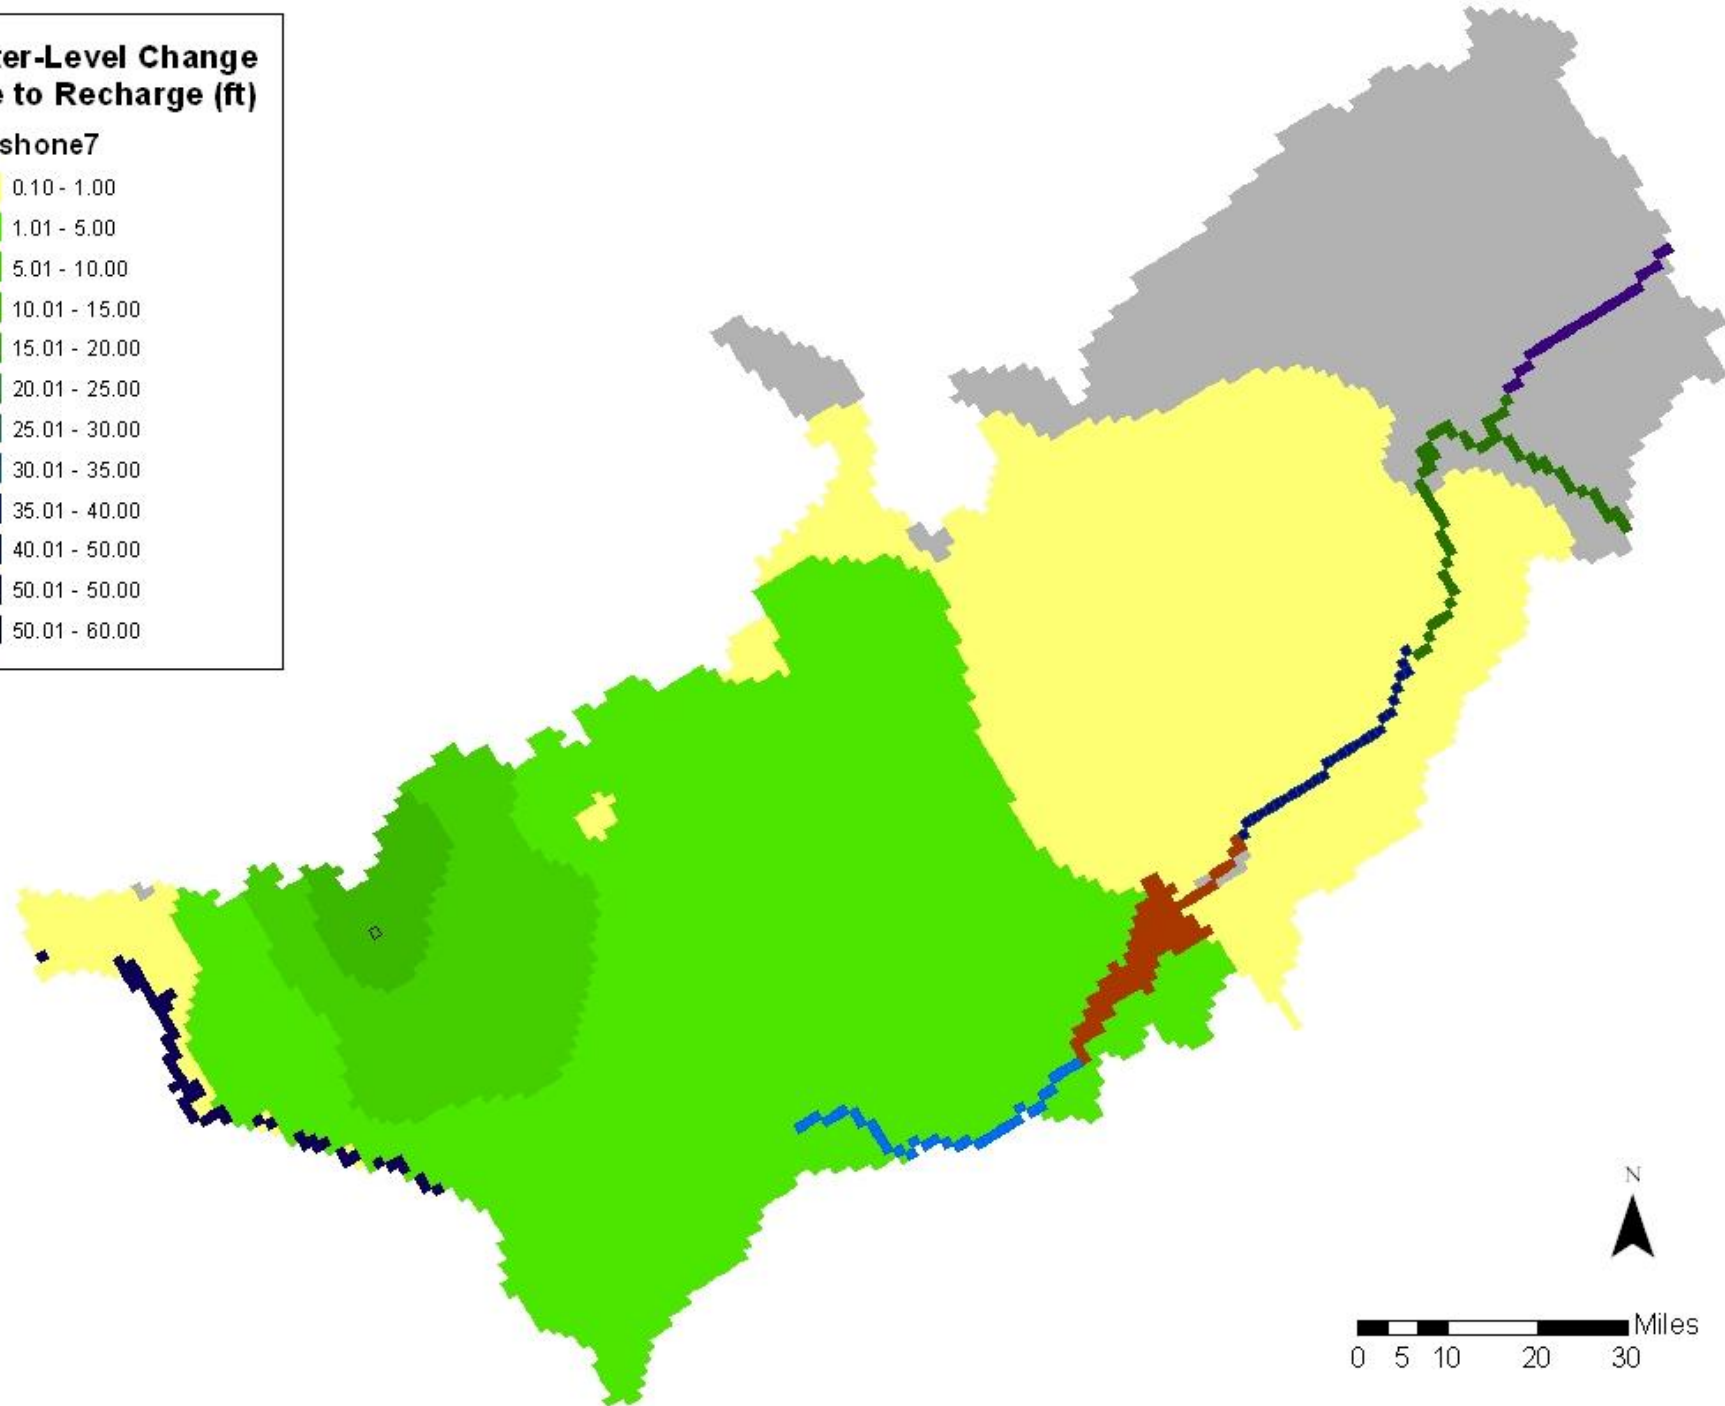 ter-Level Change
e to Recharge (ft)
shone7
0.10 - 1.00
1.01 - 5.00
5.01 - 10.00
10.01 - 15.00
15.01 - 20.00
20.01 - 25.00
25.01 - 30.00
30.01 - 35.00
35.01 - 40.00
40.01 - 50.00
50.01 - 50.00
50.01 - 60.00
N
Miles
0 5 10 20 30